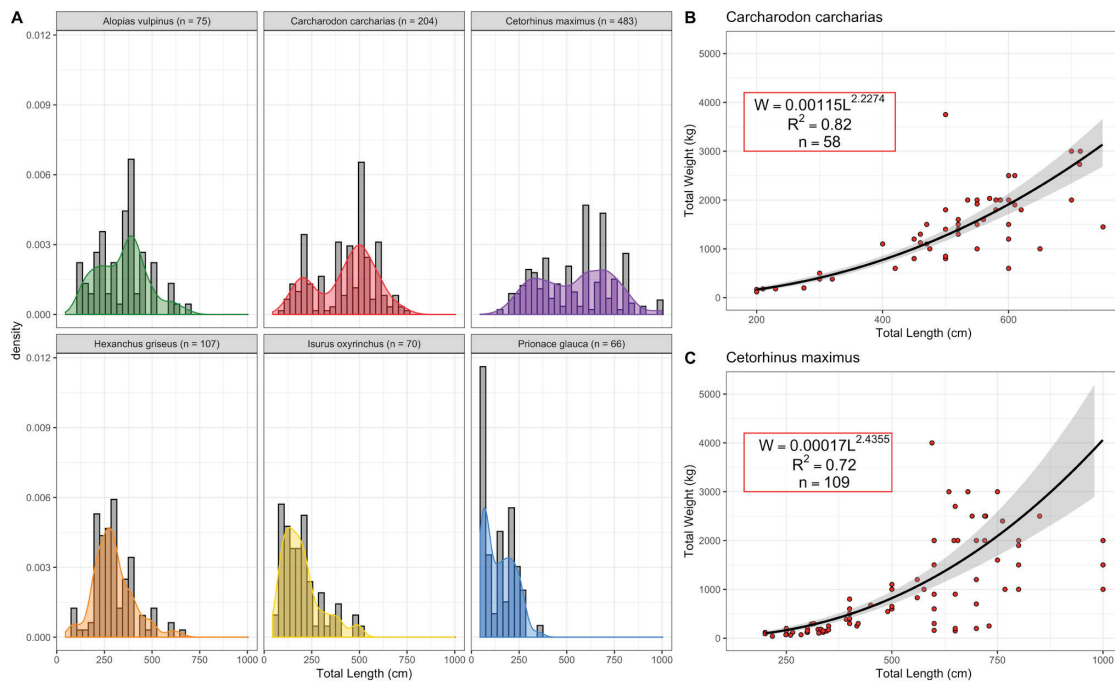 A
Alopias vulpinus (n = 75)
Carcharodon carcharias (n = 204)
Cetorhinus maximus (n = 483)
0.012
0.009
0.006
0.003
0.000
Hexanchus griseus (n = 107)
Isurus oxyrinchus (n = 70)
Prionace glauca (n = 66)
0.012
0.009
0.006
0.003
0.000
density
0 250 500 750 1000
0 250 500 750 1000
0 250 500 750 1000
Total Length (cm)
B
Carcharodon carcharias
5000
4000
3000
2000
1000
0
Total Weight (kg)
W = 0.00115L^2.2274
R² = 0.82
n = 58
200 400 600
Total Length (cm)
C
Cetorhinus maximus
5000
4000
3000
2000
1000
0
Total Weight (kg)
W = 0.00017L^2.4355
R² = 0.72
n = 109
250 500 750 1000
Total Length (cm)